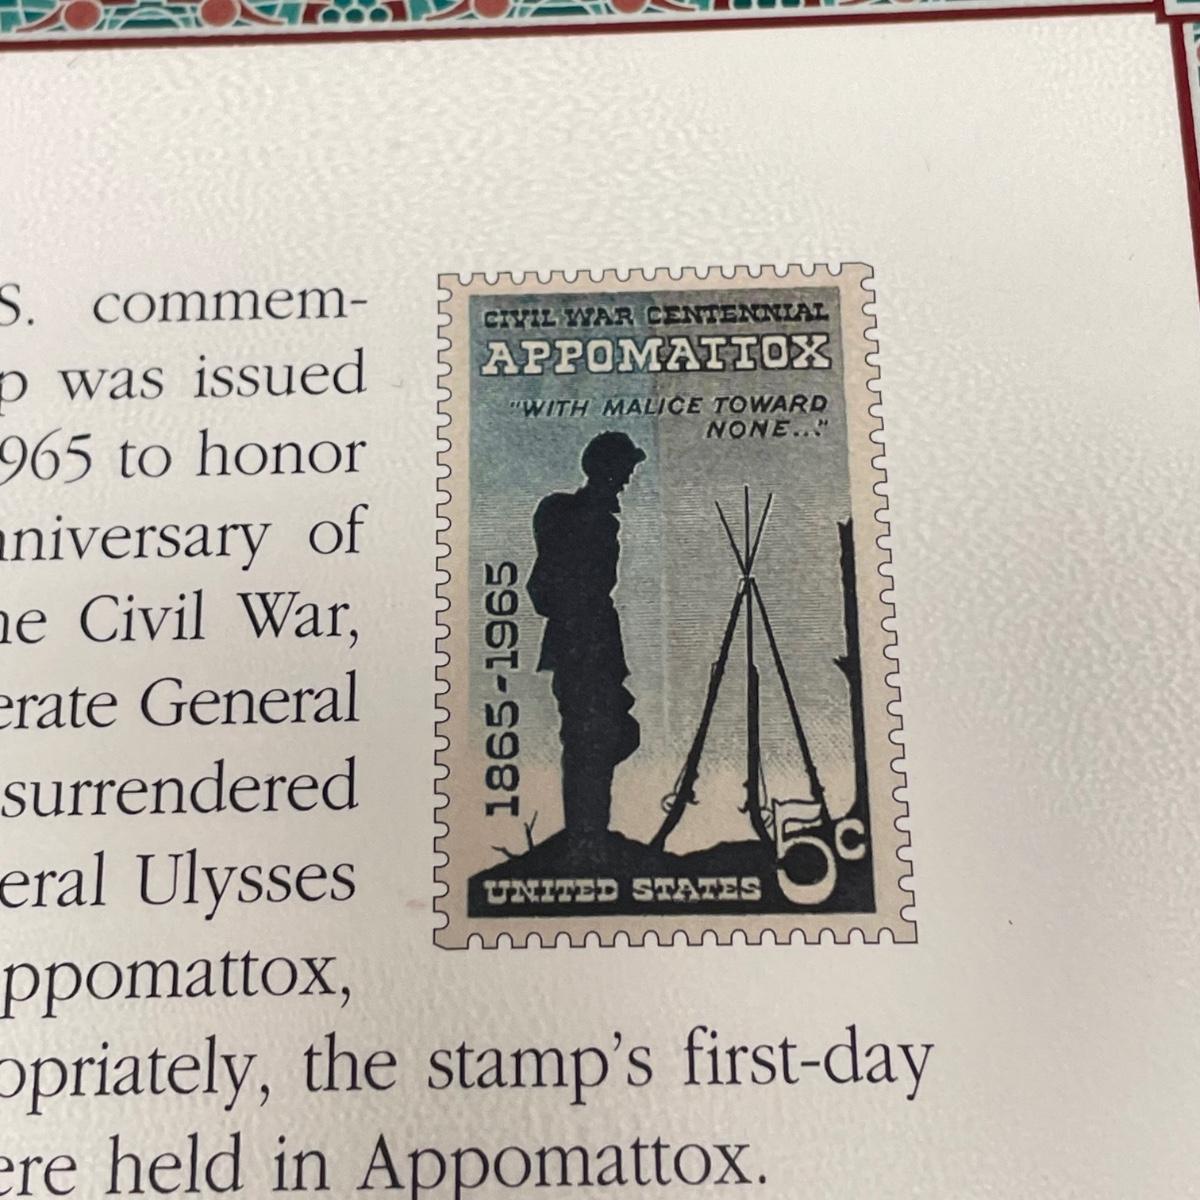 S. commem-
p was issued
965 to honor
nniversary of
ne Civil War,
erate General
surrendered
eral Ulysses
ppomattox,
opriately, the stamp's first-day
ere held in Appomattox.
CIVIL WAR CENTENNIAL
APPOMATTOX
"WITH MALICE TOWARD
NONE..."
1865-1965
UNITED STATES 5c